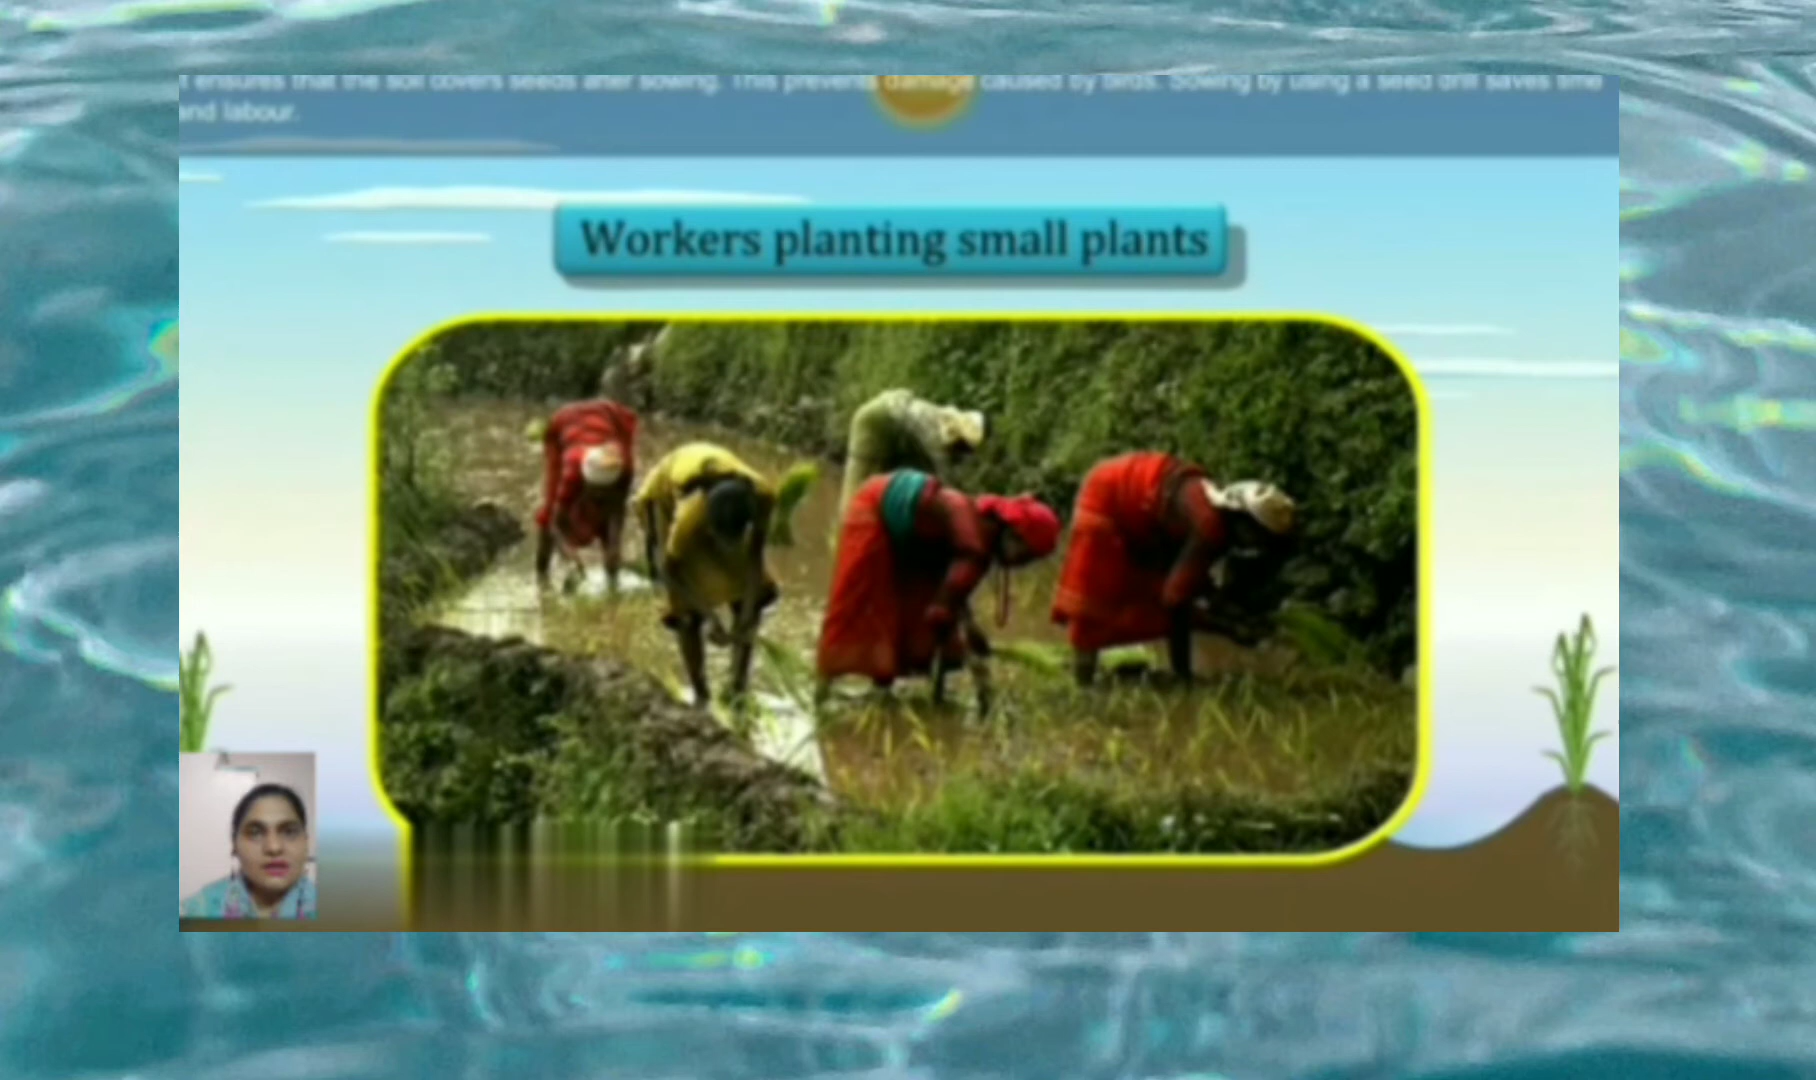 t ensures that the soil covers seeds after sowing. This prevents damage caused by birds. Sowing by using a seed drill saves time
and labour.
Workers planting small plants